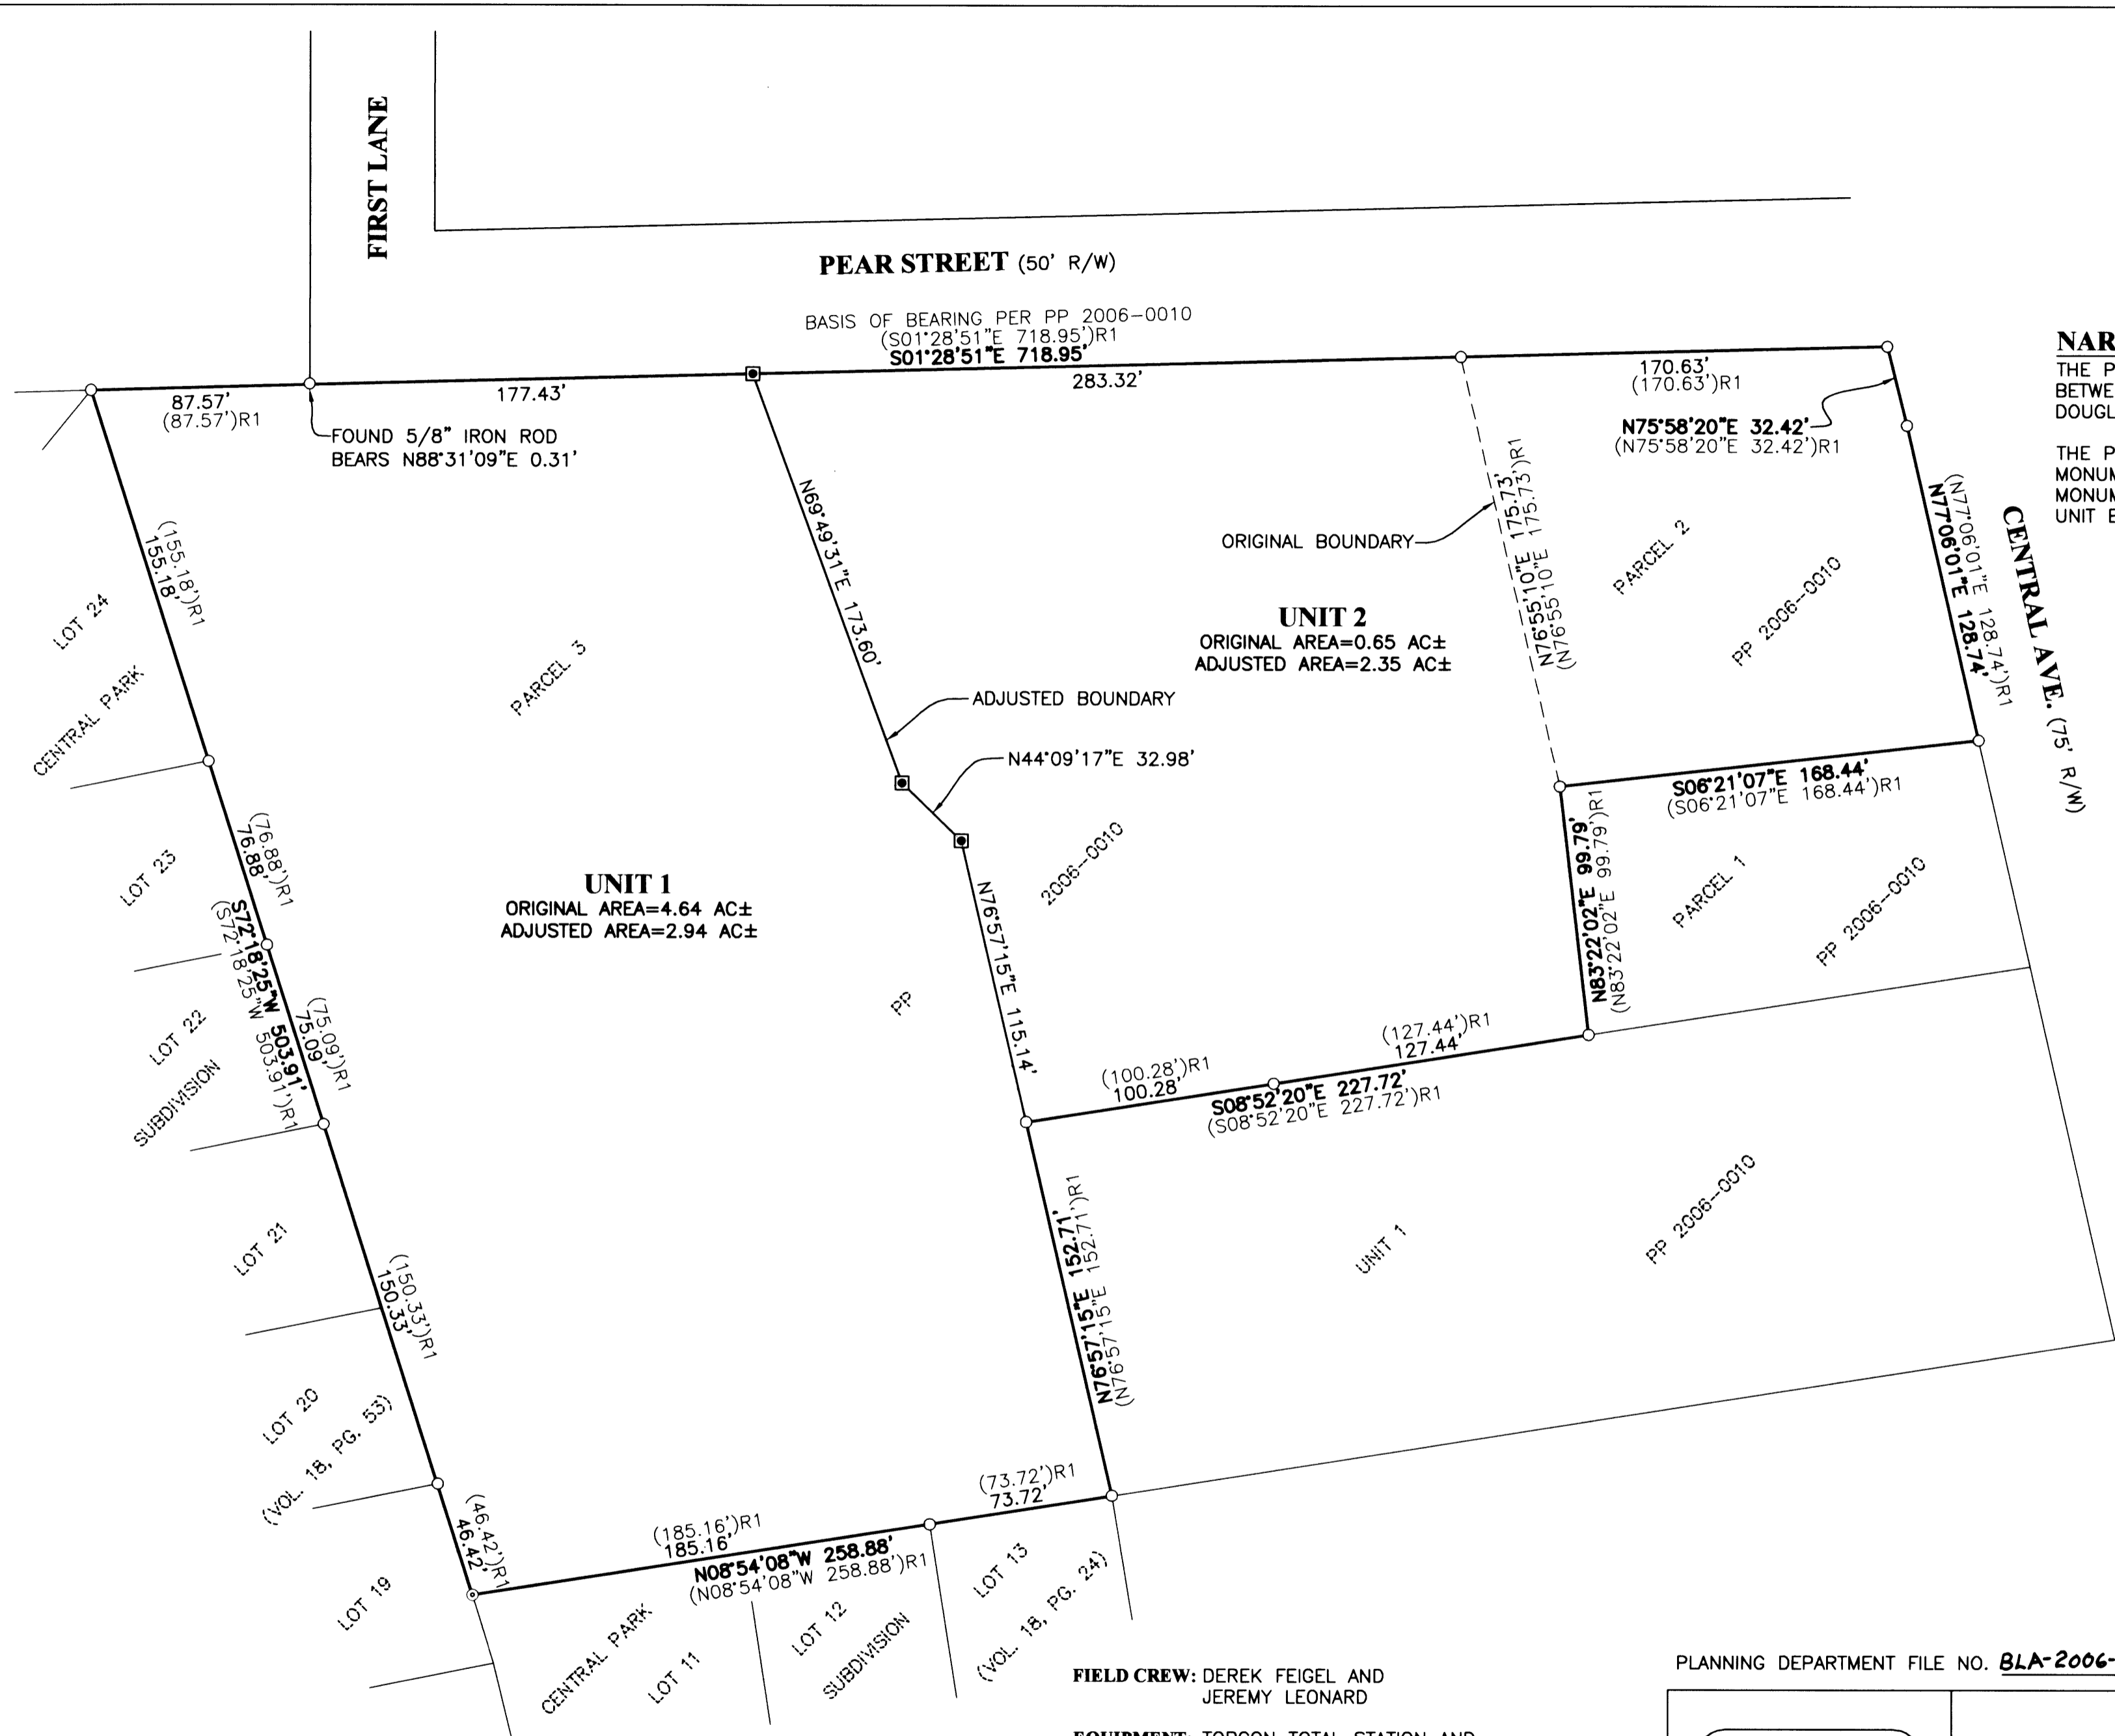 FIRST LANE
PEAR STREET (50' R/W)
BASIS OF BEARING PER PP 2006-0010
(S01°28'51"E 718.95')R1
S01°28'51"E 718.95'
87.57'
(87.57')R1
177.43'
283.32'
170.63'
(170.63')R1
FOUND 5/8" IRON ROD
BEARS N88°31'09"E 0.31'
N75°58'20"E 32.42'
(N75°58'20"E 32.42')R1
NAR
THE P
BETWE
DOUGL
THE P
MONUM
MONUM
UNIT B
(N77°06'01"E 128.74')R1
N77°06'01"E 128.74'
CENTRAL AVE. (75' R/W)
N69°49'31"E 173.60'
ORIGINAL BOUNDARY
N76°55'10"E 175.73'
(N76°55'10"E 175.73')R1
PARCEL 2
PP 2006-0010
(155.18')R1
155.18'
LOT 24
CENTRAL PARK
PARCEL 3
UNIT 2
ORIGINAL AREA=0.65 AC±
ADJUSTED AREA=2.35 AC±
ADJUSTED BOUNDARY
N44°09'17"E 32.98'
S06°21'07"E 168.44'
(S06°21'07"E 168.44')R1
N83°22'02"E 99.79'
(N83°22'02"E 99.79')R1
PARCEL 1
PP 2006-0010
2006-0010
PP
(76.88')R1
76.88'
LOT 23
UNIT 1
ORIGINAL AREA=4.64 AC±
ADJUSTED AREA=2.94 AC±
S72°18'25"W 503.91'
(S72°18'25"W 503.91')R1
(75.09')R1
75.09'
LOT 22
SUBDIVISION
N76°57'15"E 115.14'
(127.44')R1
127.44'
(100.28')R1
100.28'
S08°52'20"E 227.72'
(S08°52'20"E 227.72')R1
N76°57'15"E 152.71'
(N76°57'15"E 152.71')R1
UNIT 1
PP 2006-0010
LOT 21
(150.33')R1
150.33'
LOT 20
(VOL. 18, PG. 53)
(46.42')R1
46.42'
LOT 19
(73.72')R1
73.72'
(185.16')R1
185.16'
N08°54'08"W 258.88'
(N08°54'08"W 258.88')R1
CENTRAL PARK
LOT 11
LOT 12
SUBDIVISION
LOT 13
(VOL. 18, PG. 24)
FIELD CREW: DEREK FEIGEL AND
JEREMY LEONARD
EQUIPMENT: TOPCON TOTAL STATION AND
PLANNING DEPARTMENT FILE NO. BLA-2006-